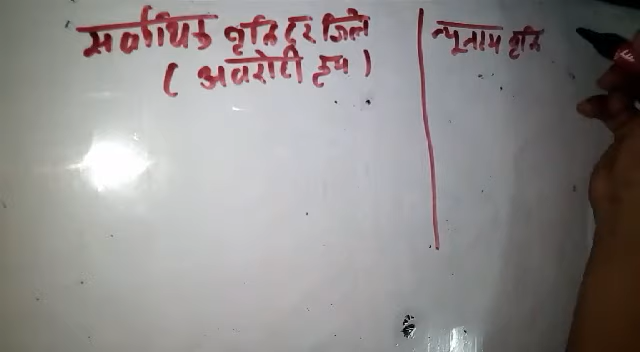 सर्वाधिक वृद्धि दर जिले
( अवरोही क्रम )
न्यूनतम वृद्धि